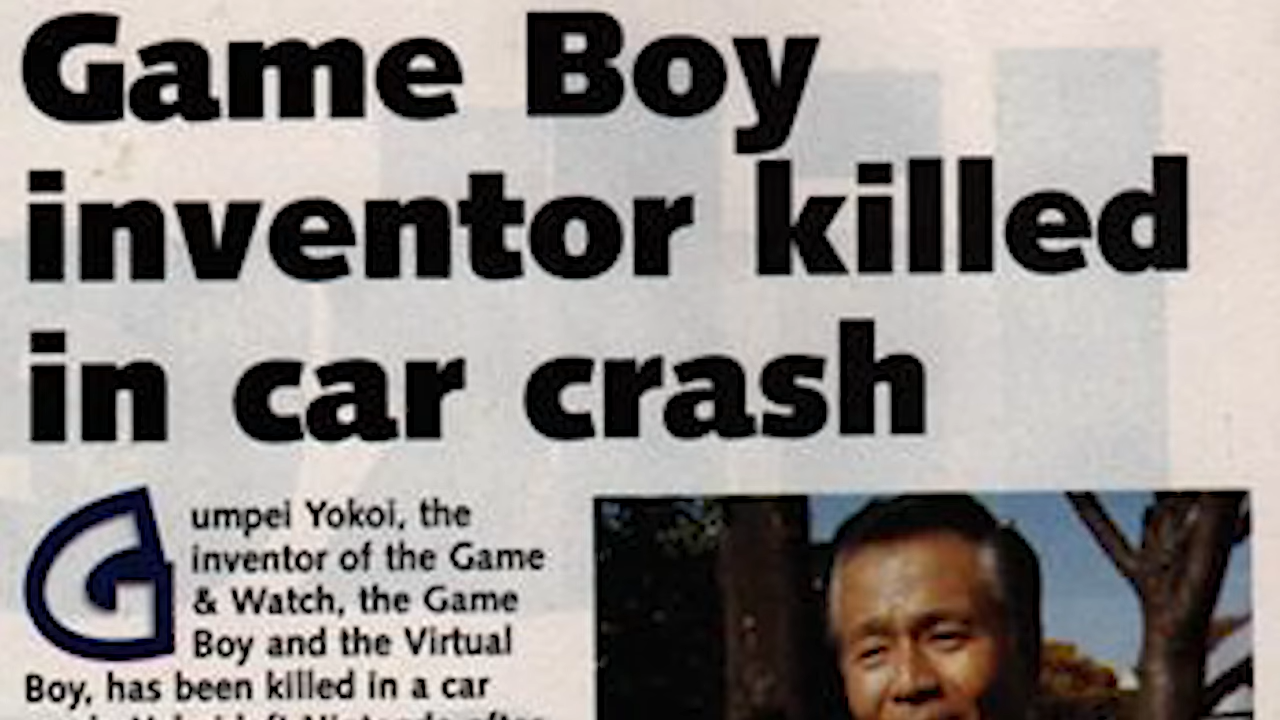 Game Boy
inventor killed
in car crash
Gumpei Yokoi, the
inventor of the Game
& Watch, the Game
Boy and the Virtual
Boy, has been killed in a car